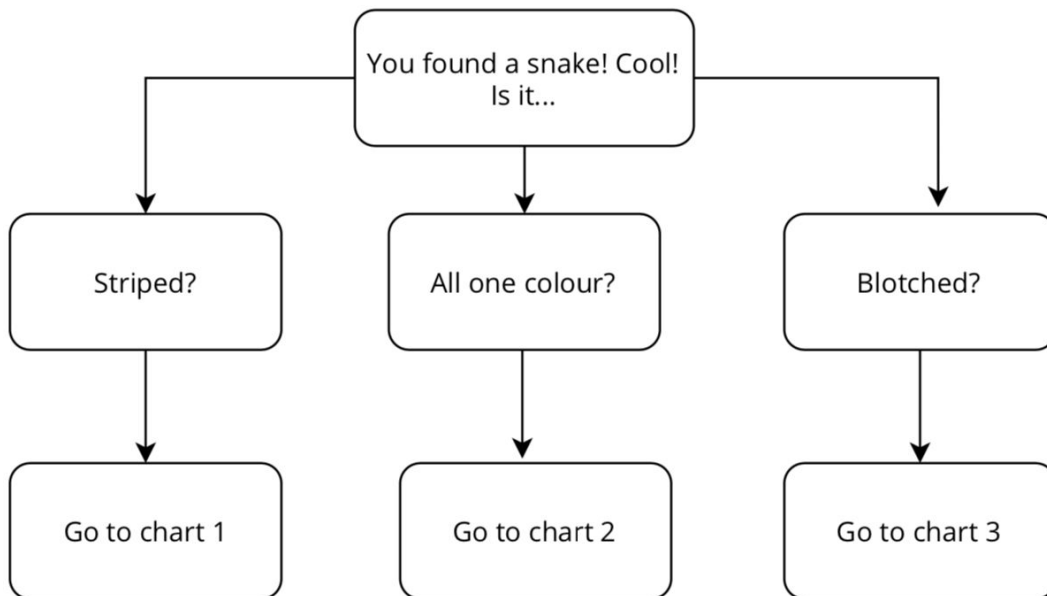 You found a snake! Cool!
Is it...
Striped?
All one colour?
Blotched?
Go to chart 1
Go to chart 2
Go to chart 3